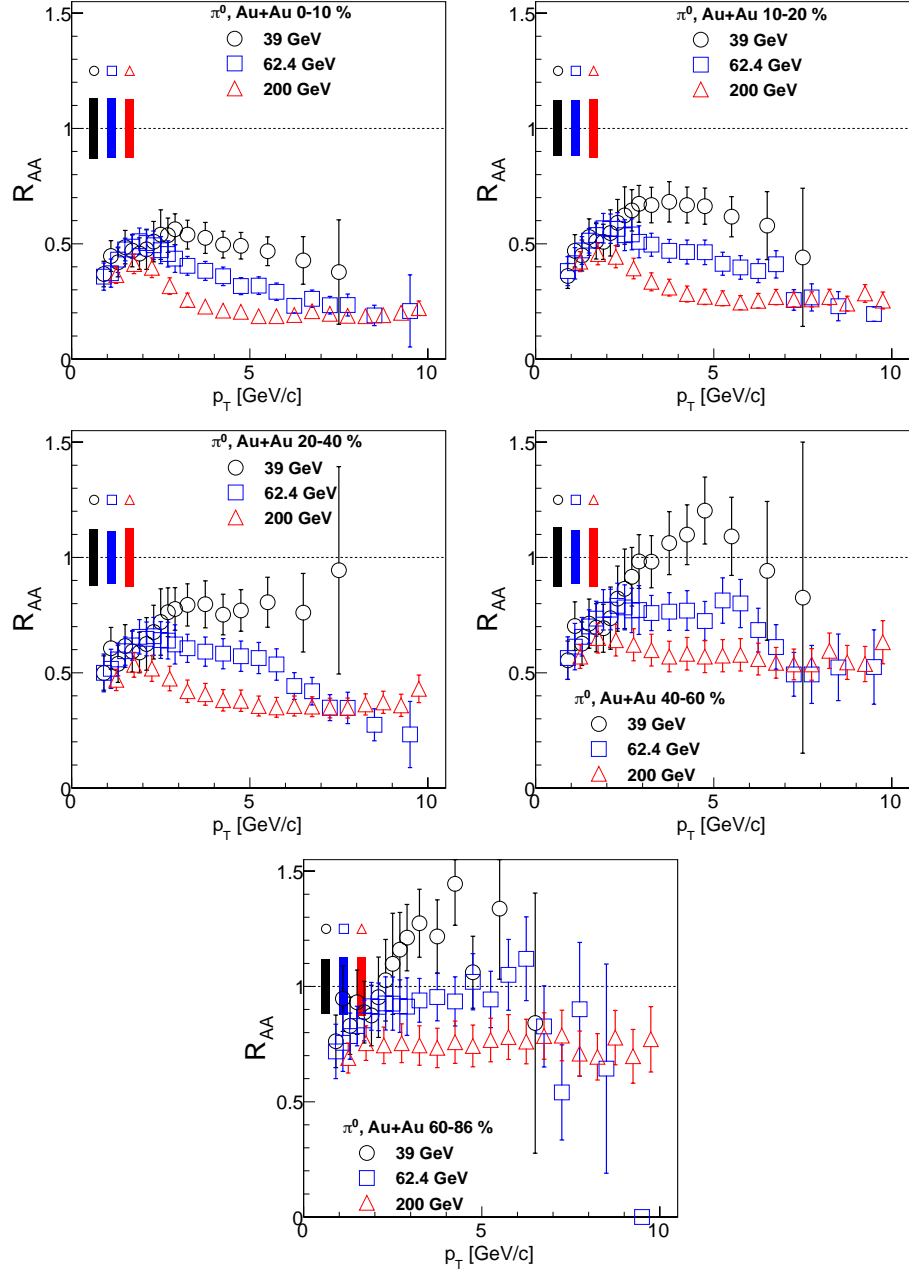 π⁰, Au+Au 0-10 %
39 GeV
62.4 GeV
200 GeV
R_AA
1.5
1
0.5
0
0
5
10
p_T [GeV/c]
π⁰, Au+Au 10-20 %
39 GeV
62.4 GeV
200 GeV
R_AA
1.5
1
0.5
0
0
5
10
p_T [GeV/c]
π⁰, Au+Au 20-40 %
39 GeV
62.4 GeV
200 GeV
R_AA
1.5
1
0.5
0
0
5
10
p_T [GeV/c]
R_AA
1.5
1
0.5
0
π⁰, Au+Au 40-60 %
39 GeV
62.4 GeV
200 GeV
0
5
10
p_T [GeV/c]
R_AA
1.5
1
0.5
0
π⁰, Au+Au 60-86 %
39 GeV
62.4 GeV
200 GeV
0
5
10
p_T [GeV/c]